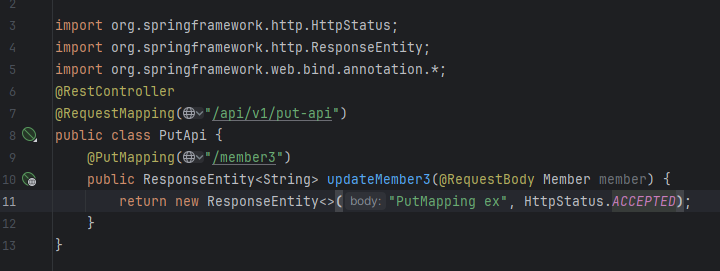 2
3 import org.springframework.http.HttpStatus;
4 import org.springframework.http.ResponseEntity;
5 import org.springframework.web.bind.annotation.*;
6 @RestController
7 @RequestMapping("/api/v1/put-api")
8 public class PutApi {
9 @PutMapping("/member3")
10 public ResponseEntity<String> updateMember3(@RequestBody Member member) {
11 return new ResponseEntity<>( body: "PutMapping ex", HttpStatus.ACCEPTED);
12 }
13 }